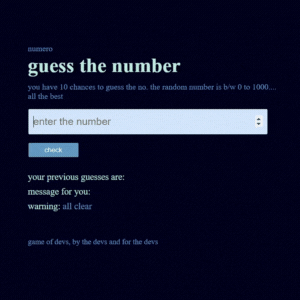 numero
guess the number
you have 10 chances to guess the no. the random number is b/w 0 to 1000....
all the best
enter the number
check
your previous guesses are:
message for you:
warning: all clear
game of devs, by the devs and for the devs